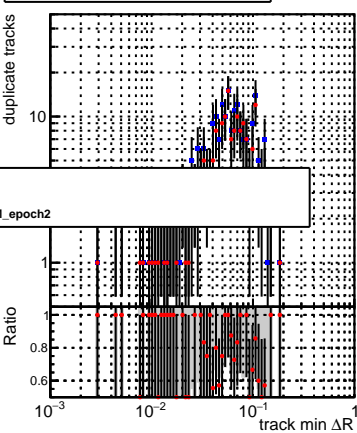 duplicate tracks
10
l_epoch2
1
Ratio
1
0.8
0.6
10⁻³ 10⁻² 10⁻¹ 1
track min ΔR